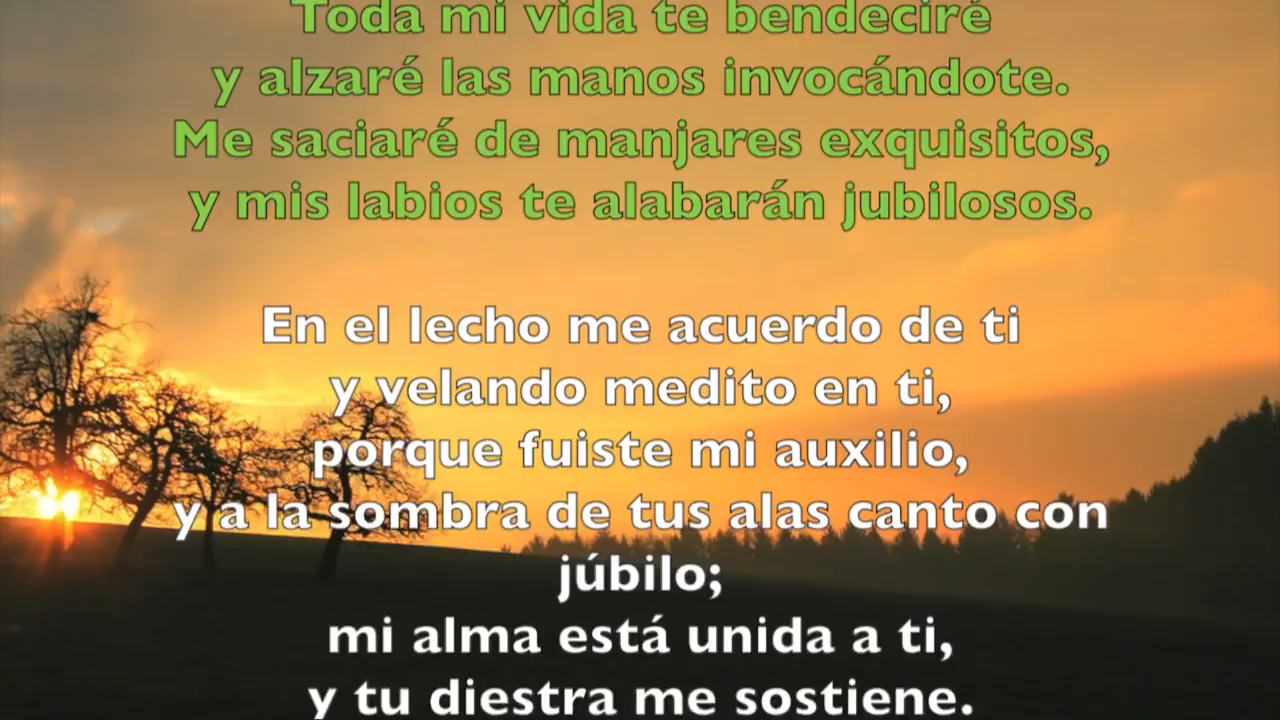 Toda mi vida te bendeciré
y alzaré las manos invocándote.
Me saciaré de manjares exquisitos,
y mis labios te alabarán jubilosos.
En el lecho me acuerdo de ti
y velando medito en ti,
porque fuiste mi auxilio,
y a la sombra de tus alas canto con
júbilo;
mi alma está unida a ti,
y tu diestra me sostiene.